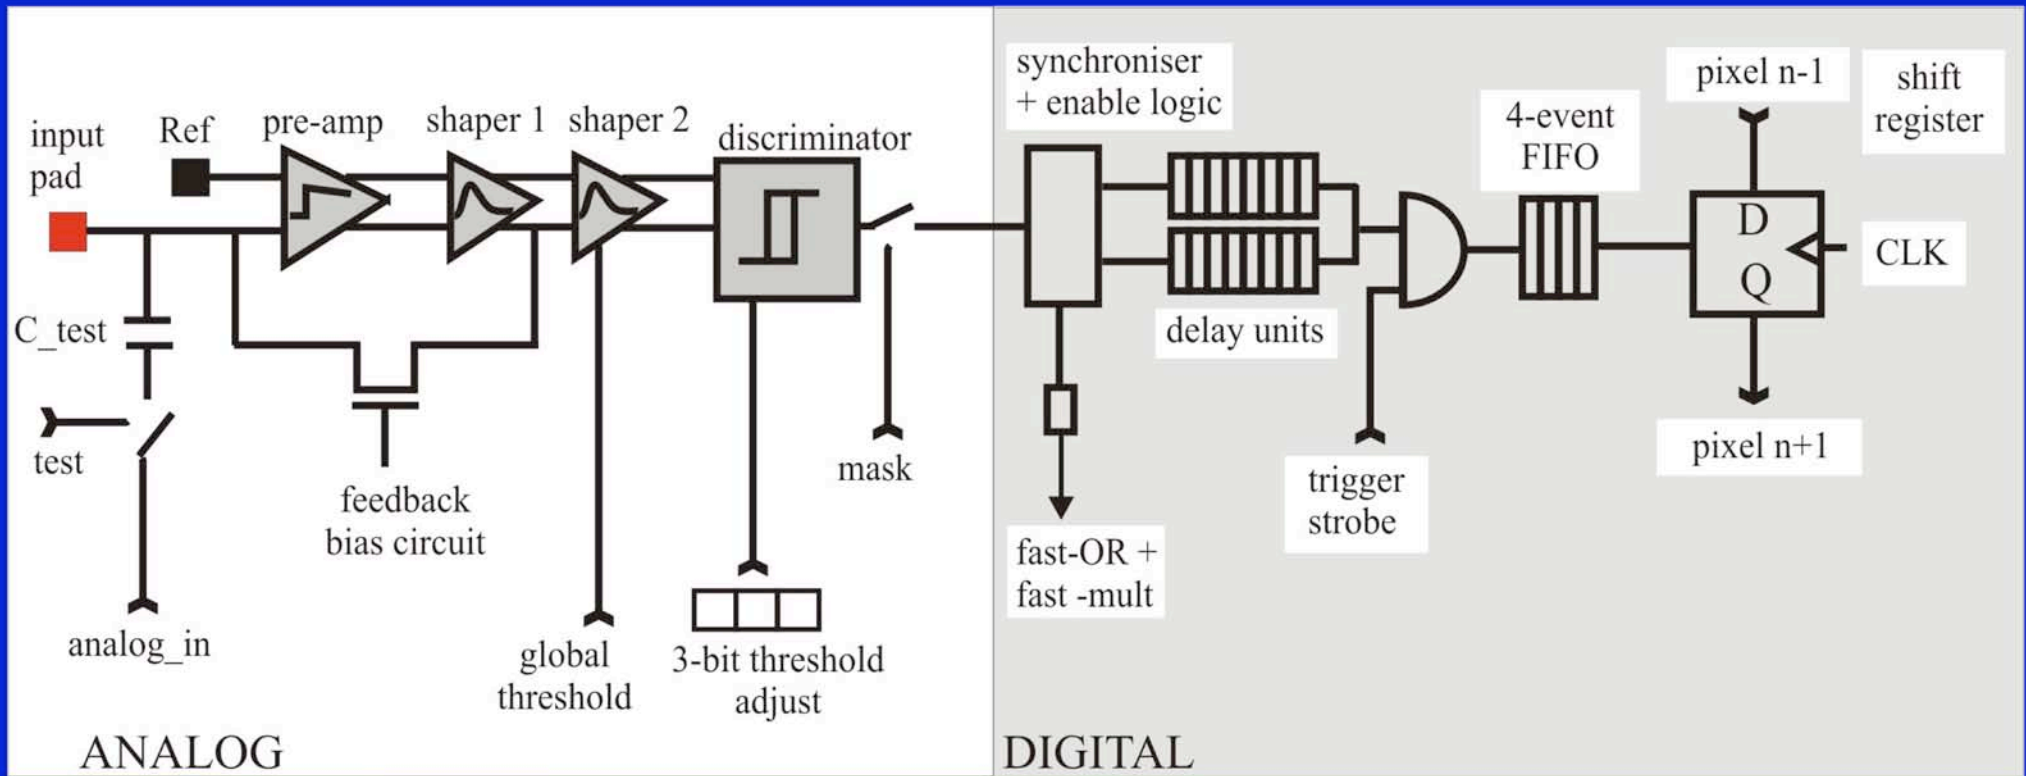 input
pad
Ref
pre-amp
shaper 1
shaper 2
discriminator
C_test
test
analog_in
feedback
bias circuit
global
threshold
3-bit threshold
adjust
mask
ANALOG
synchroniser
+ enable logic
delay units
fast-OR +
fast -mult
trigger
strobe
4-event
FIFO
pixel n-1
shift
register
D
Q
CLK
pixel n+1
DIGITAL